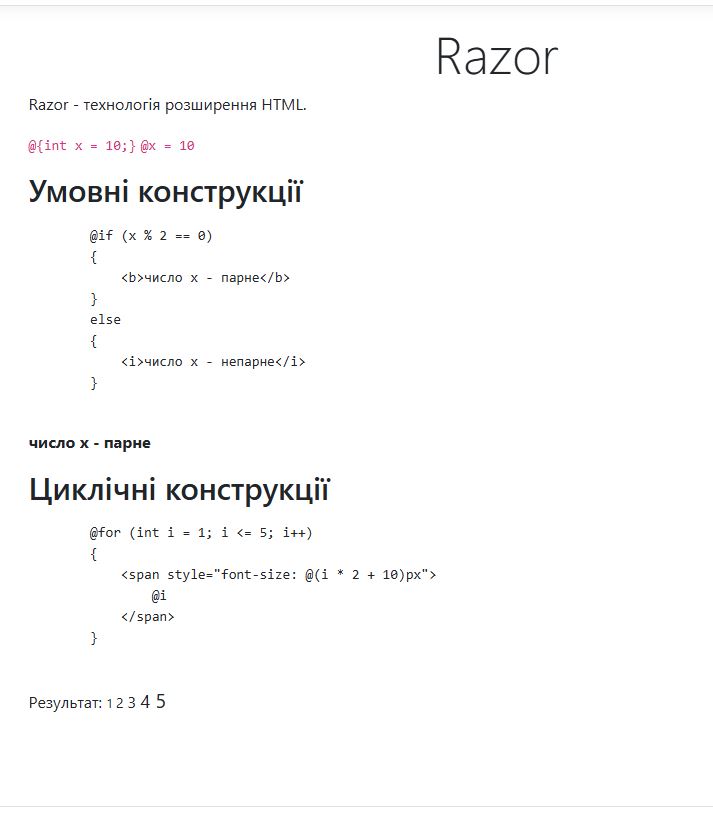 Razor
Razor - технологія розширення HTML.
@{int x = 10;} @x = 10
Умовні конструкції
@if (x % 2 == 0)
{
    <b>число x - парне</b>
}
else
{
    <i>число x - непарне</i>
}
число x - парне
Циклічні конструкції
@for (int i = 1; i <= 5; i++)
{
    <span style="font-size: @(i * 2 + 10)px">
        @i
    </span>
}
Результат: 1 2 3 4 5